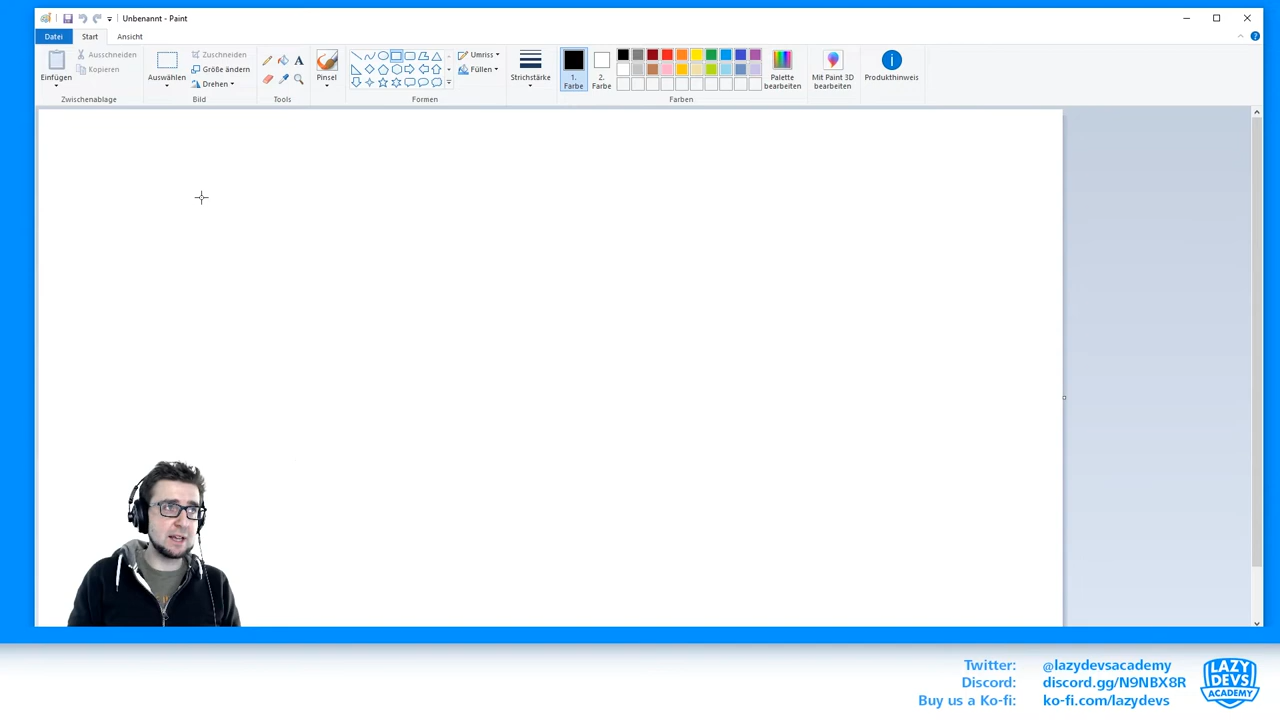 Unbenannt - Paint
Datei
Start
Ansicht
Einfügen
Ausschneiden
Kopieren
Zwischenablage
Auswählen
Zuschneiden
Größe ändern
Drehen
Bild
A
Tools
Pinsel
Umriss
Füllen
Formen
Strichstärke
1.
Farbe
2.
Farbe
Palette
bearbeiten
Farben
Mit Paint 3D
bearbeiten
Produkthinweis
Twitter: @lazydevsacademy
Discord: discord.gg/N9NBX8R
Buy us a Ko-fi: ko-fi.com/lazydevs
LAZY
DEVS
ACADEMY